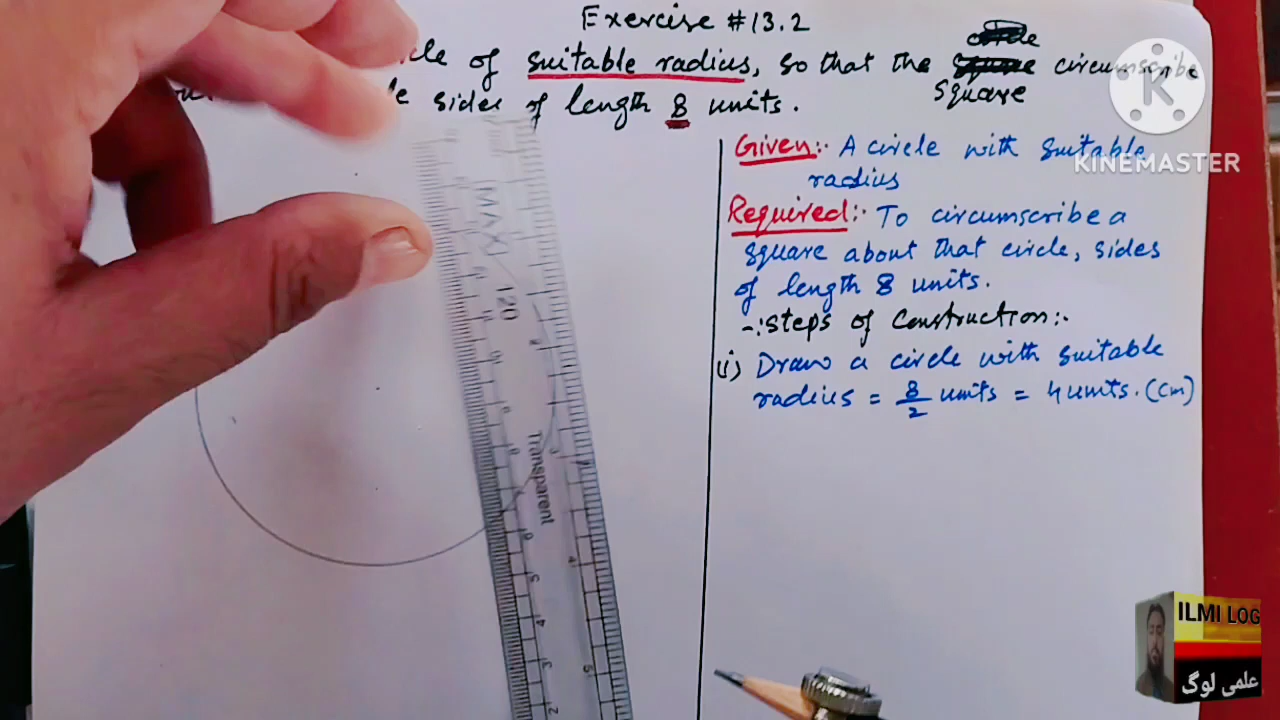 Exercise #13.2
of suitable radius, so that the circumscribe
square
sides of length 8 units.
Given:- A circle with suitable
radius
Required:- To circumscribe a
square about that circle, sides
of length 8 units.
-:Steps of Construction:-
(i) Draw a circle with suitable
radius = 8/2 units = 4 units. (cm)
MAXI 120
Transparent
K
KINEMASTER
ILMI LOG
علمی لوگ